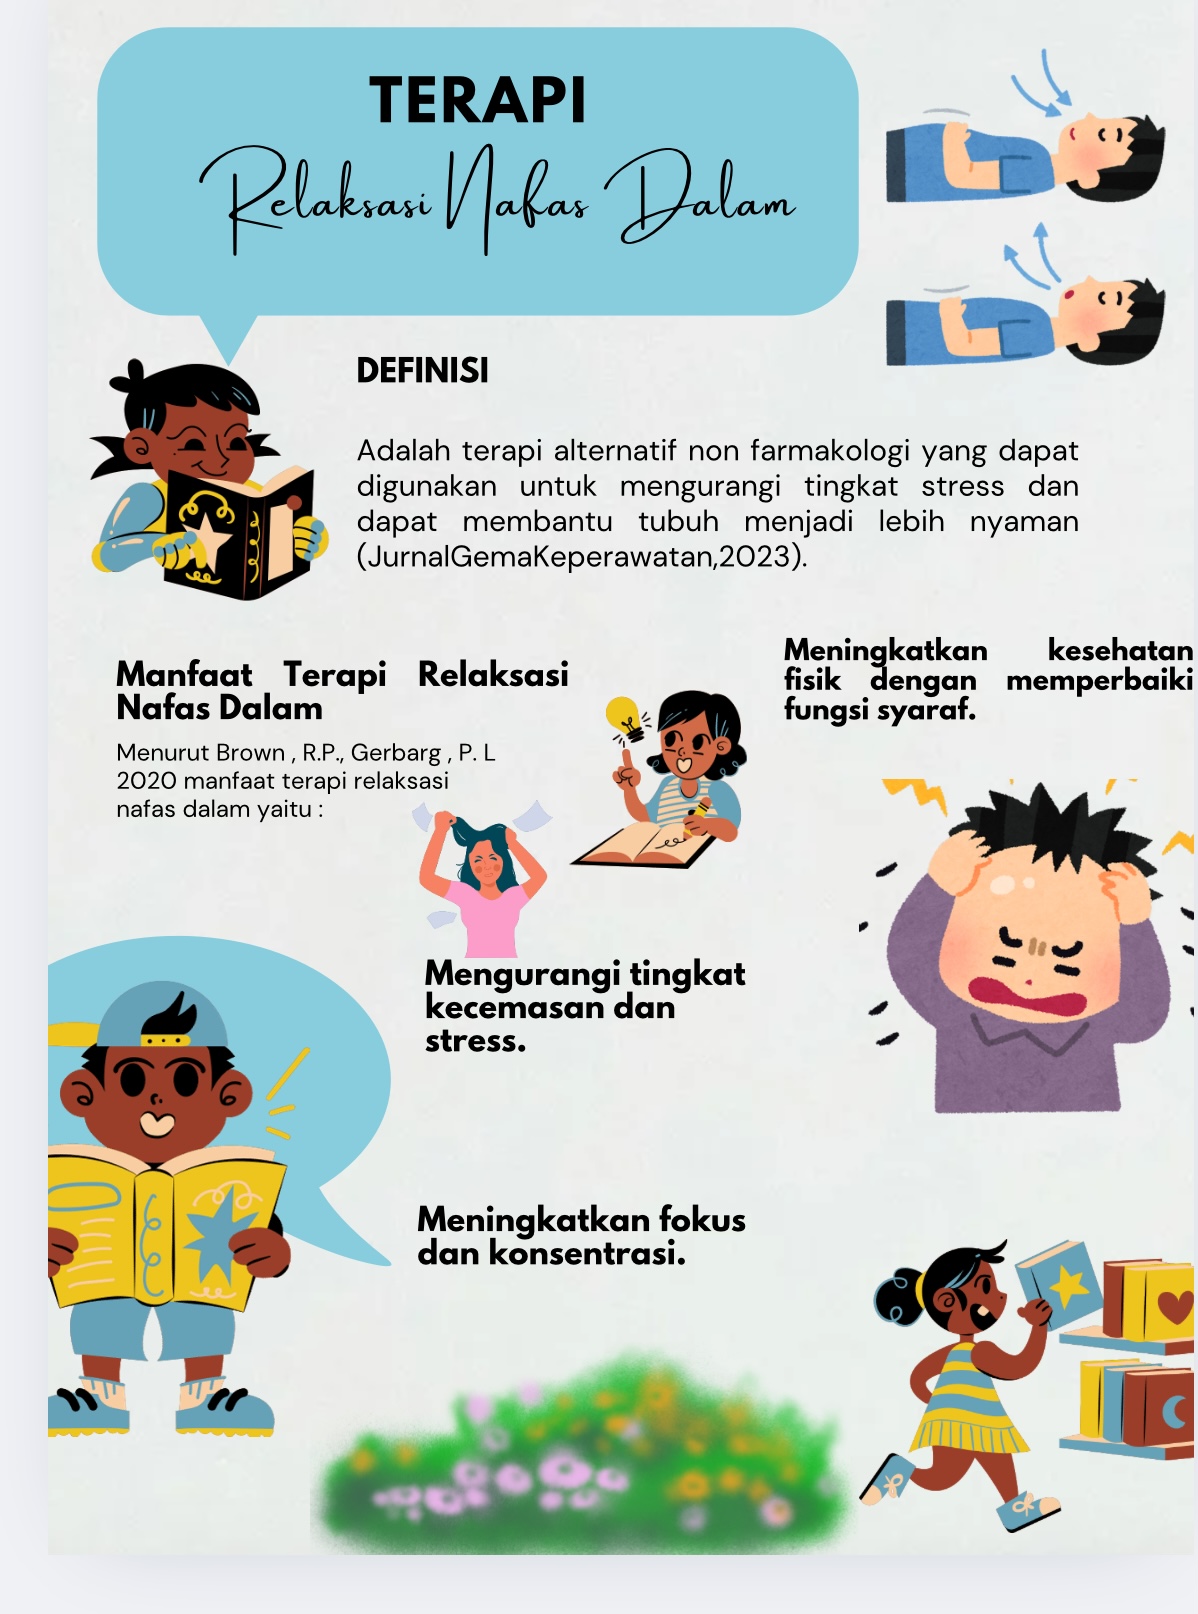 TERAPI
Relaksasi Nafas Dalam
DEFINISI
Adalah terapi alternatif non farmakologi yang dapat
digunakan untuk mengurangi tingkat stress dan
dapat membantu tubuh menjadi lebih nyaman
(JurnalGemaKeperawatan,2023).
Manfaat Terapi Relaksasi
Nafas Dalam
Menurut Brown , R.P., Gerbarg , P. L
2020 manfaat terapi relaksasi
nafas dalam yaitu :
Meningkatkan kesehatan
fisik dengan memperbaiki
fungsi syaraf.
Mengurangi tingkat
kecemasan dan
stress.
Meningkatkan fokus
dan konsentrasi.